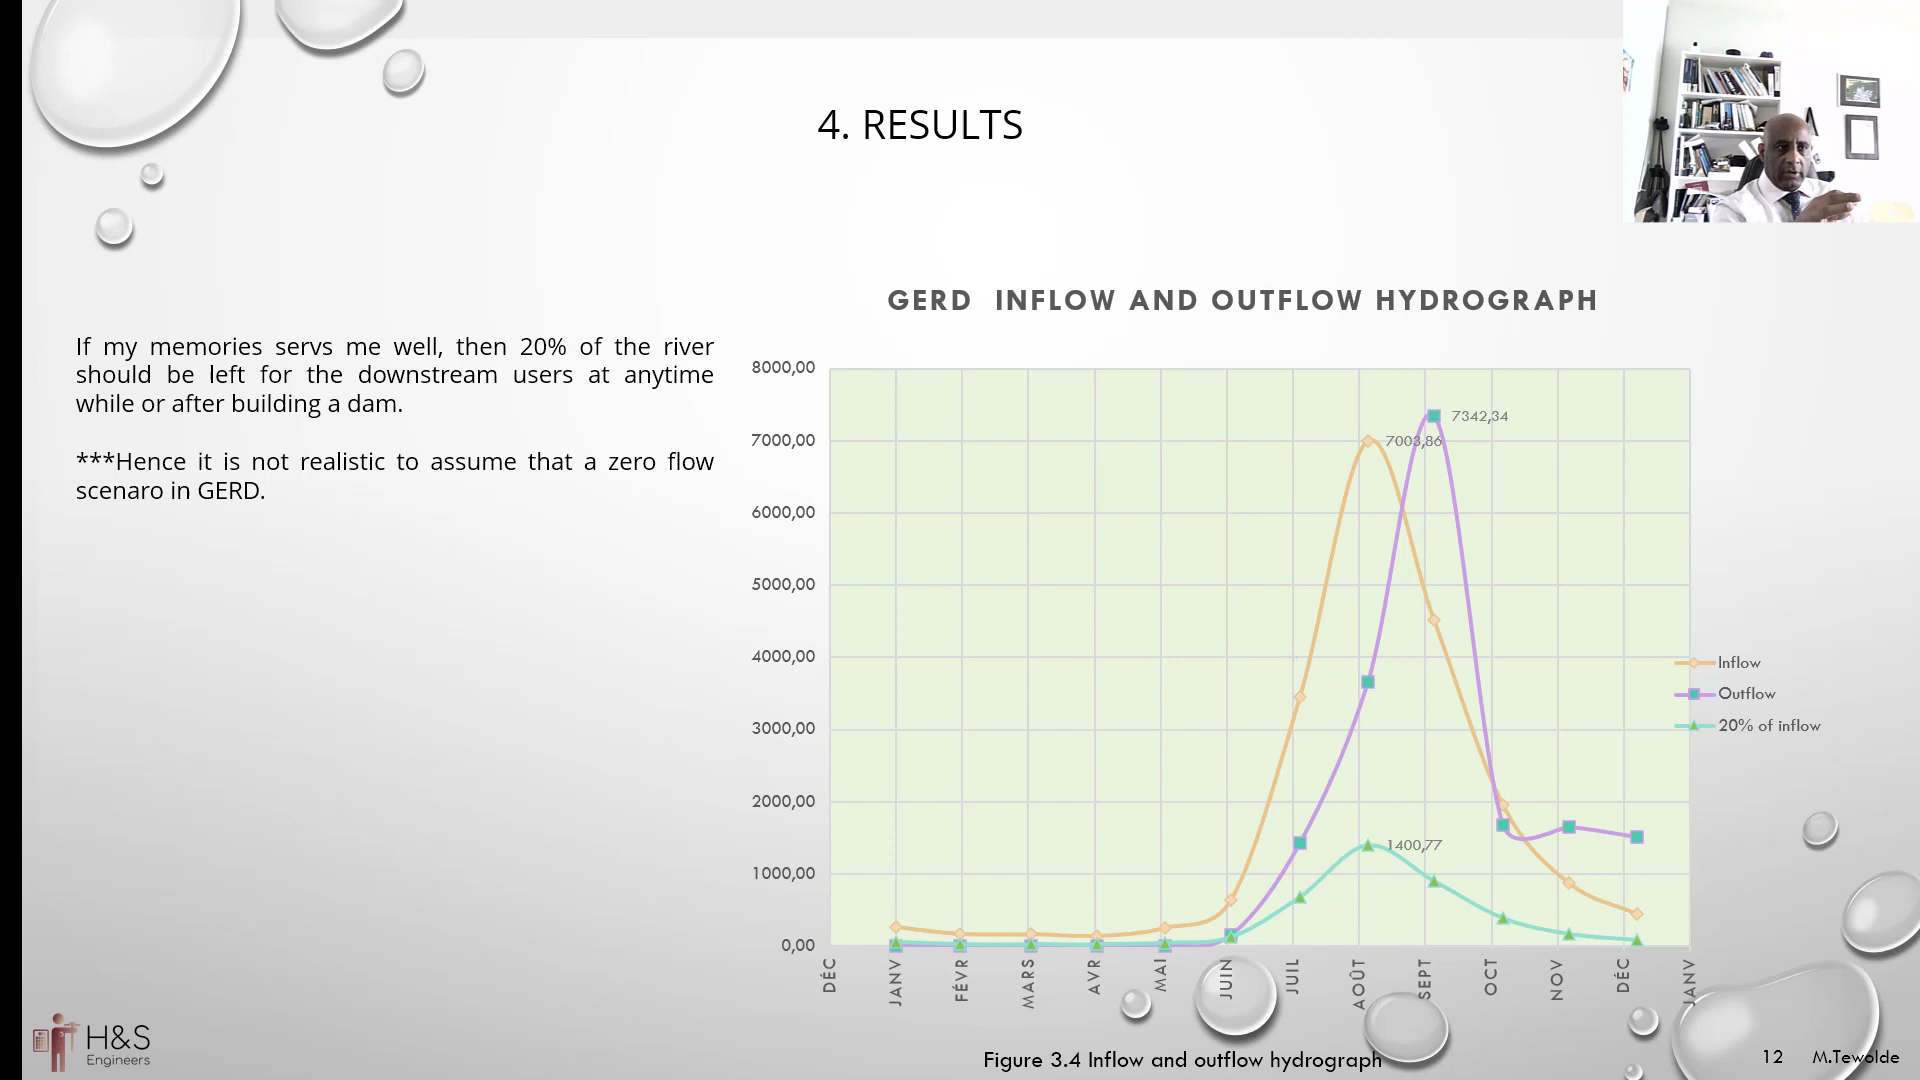 4. RESULTS
GERD INFLOW AND OUTFLOW HYDROGRAPH
If my memories servs me well, then 20% of the river
should be left for the downstream users at anytime
while or after building a dam.
***Hence it is not realistic to assume that a zero flow
scenaro in GERD.
8000,00
7000,00
6000,00
5000,00
4000,00
3000,00
2000,00
1000,00
0,00
7342,34
7003,86
1400,77
Inflow
Outflow
20% of inflow
DÉC
JANV
FÉVR
MARS
AVR
MAI
JUIN
JUIL
AOÛT
SEPT
OCT
NOV
DÉC
JANV
Figure 3.4 Inflow and outflow hydrograph
H&S
Engineers
12
M.Tewolde